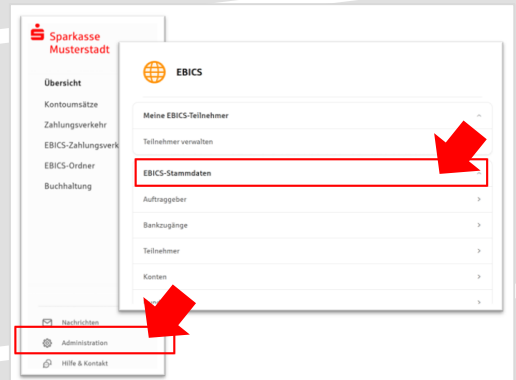 Sparkasse
Musterstadt
Übersicht
Kontoumsätze
Zahlungsverkehr
EBICS-Zahlungsverk
EBICS-Ordner
Buchhaltung
Nachrichten
Administration
Hilfe & Kontakt
EBICS
Meine EBICS-Teilnehmer
Teilnehmer verwalten
EBICS-Stammdaten
Auftraggeber
Bankzugänge
Teilnehmer
Konten